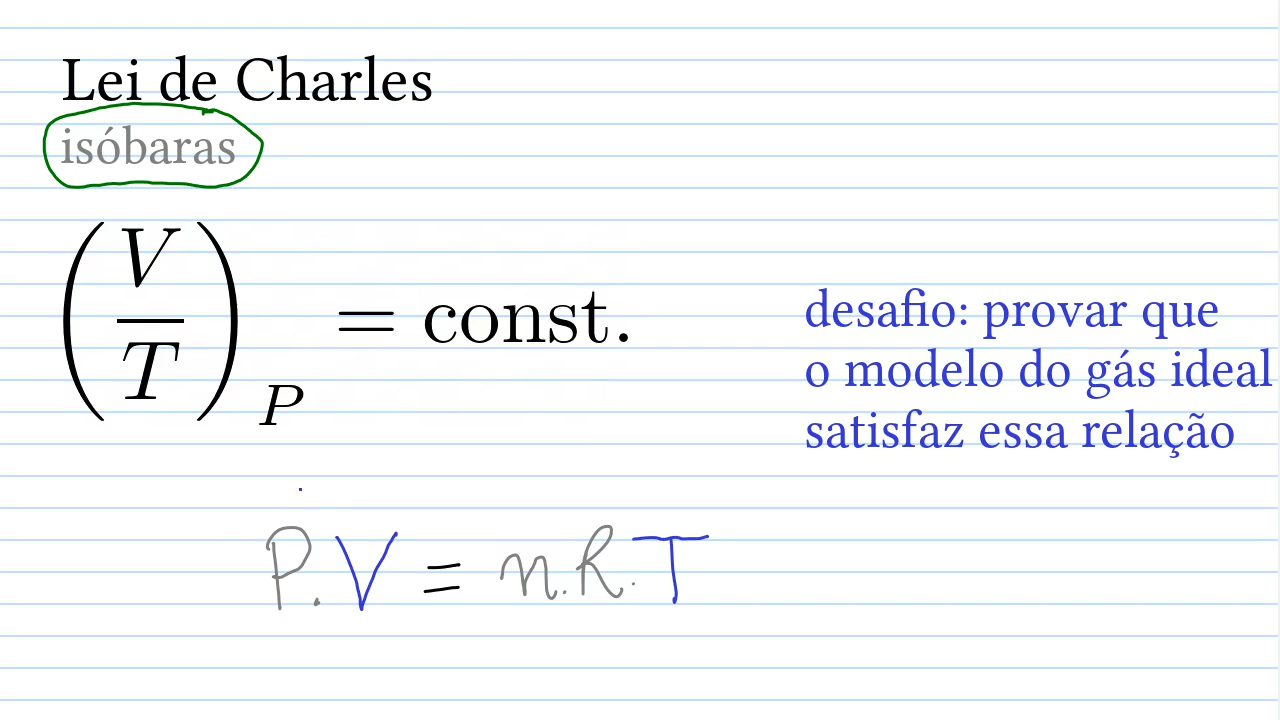 Lei de Charles
isóbaras
(V/T)_P = const.
desafio: provar que
o modelo do gás ideal
satisfaz essa relação
P.V = n.R.T